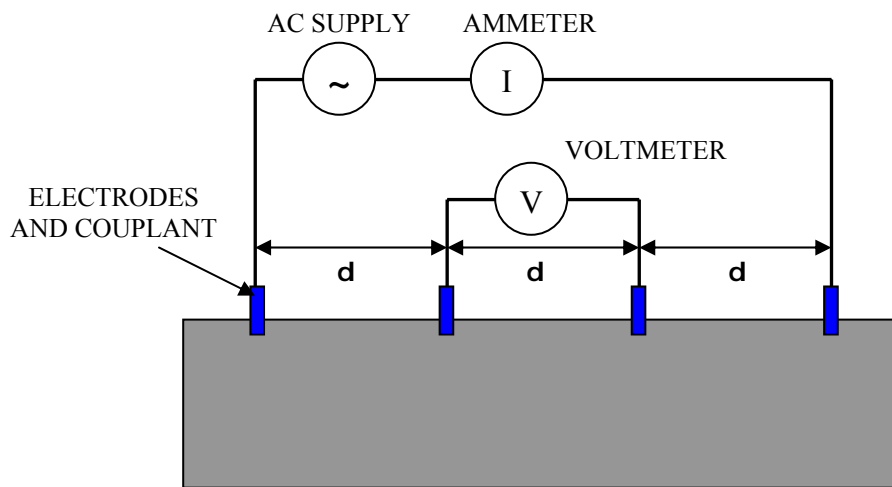 AC SUPPLY
AMMETER
~
I
VOLTMETER
V
ELECTRODES
AND COUPLANT
d
d
d